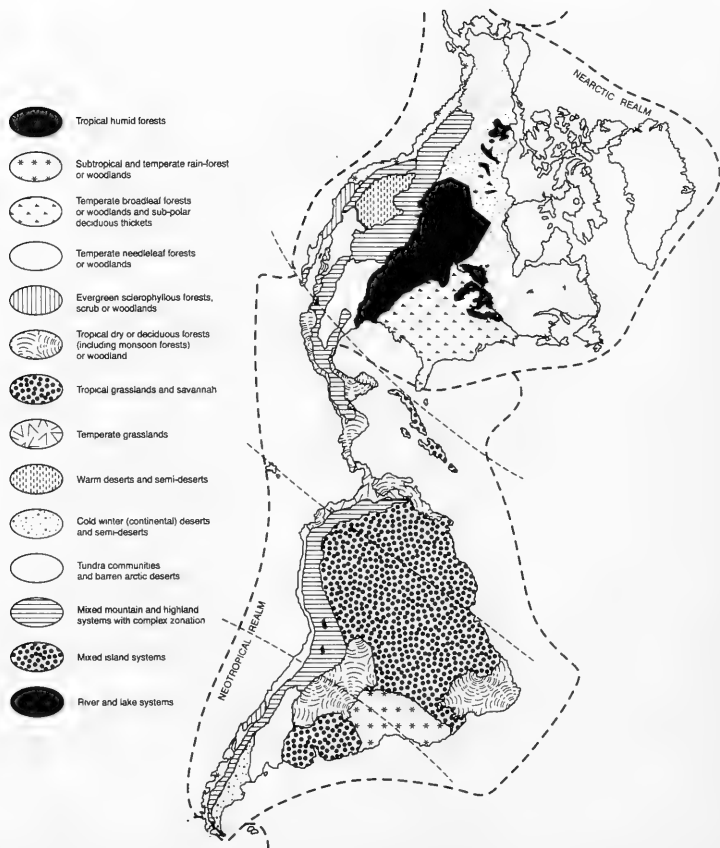 Tropical humid forests
Subtropical and temperate rain-forest
or woodlands
Temperate broadleaf forests
or woodlands and sub-polar
deciduous thickets
Temperate needleleaf forests
or woodlands
Evergreen sclerophyllous forests,
scrub or woodlands
Tropical dry or deciduous forests
(including monsoon forests)
or woodland
Tropical grasslands and savannah
Temperate grasslands
Warm deserts and semi-deserts
Cold winter (continental) deserts
and semi-deserts
Tundra communities
and barren arctic deserts
Mixed mountain and highland
systems with complex zonation
Mixed island systems
River and lake systems
NEARCTIC REALM
NEOTROPICAL REALM